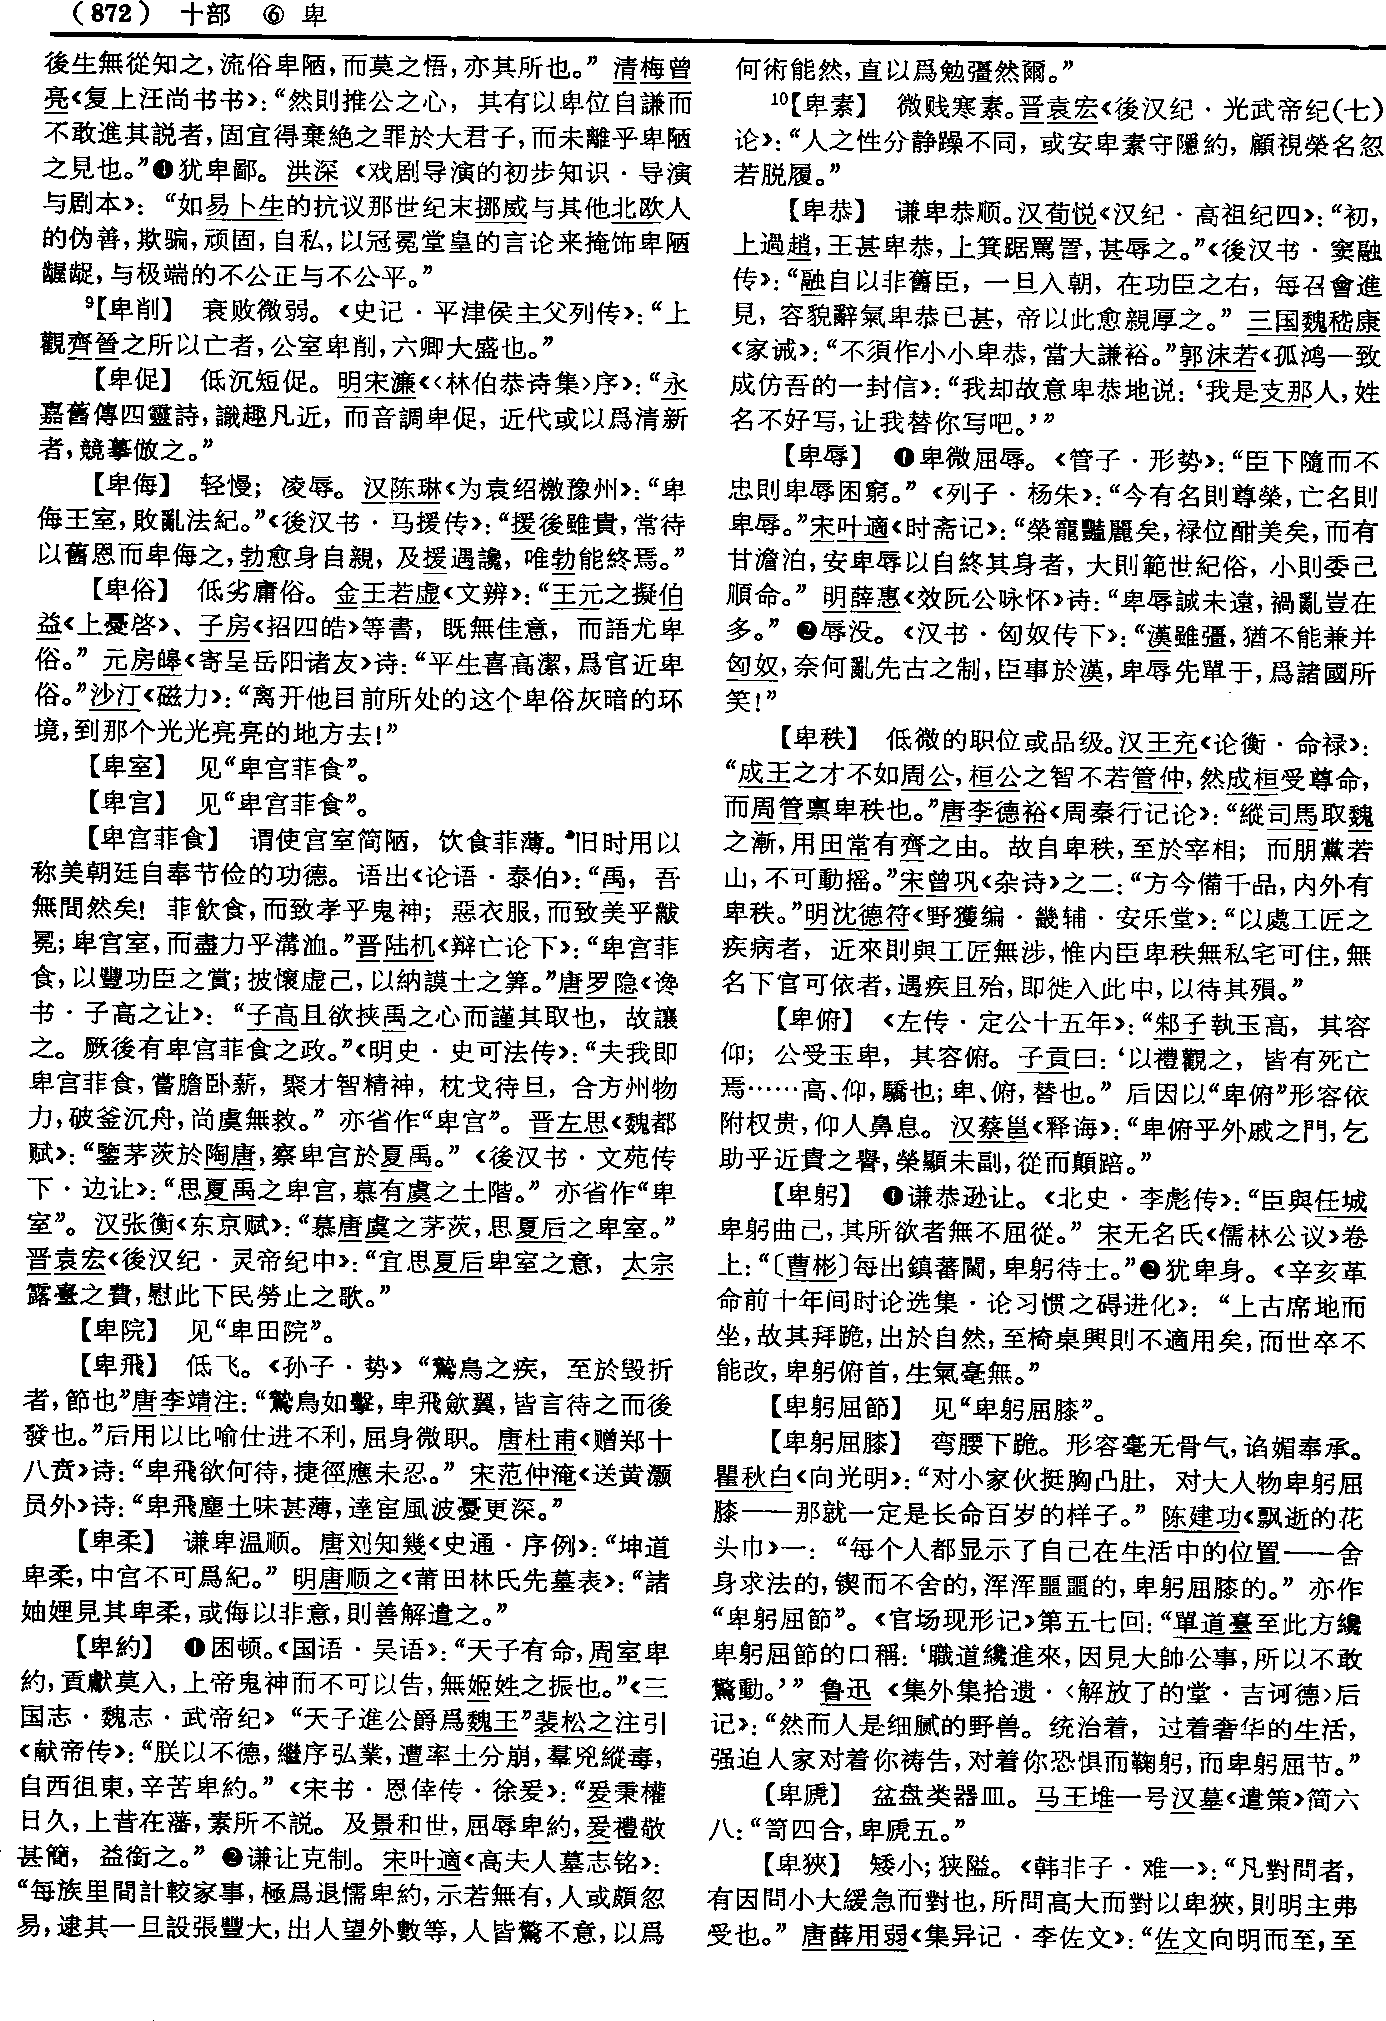 （872） 十部 ⑥ 卑
後生無從知之，流俗卑陋，而莫之悟，亦其所也。” 清梅曾
亮《复上汪尚书书》：“然則推公之心， 其有以卑位自謙而
不敢進其説者，固宜得棄絶之罪於大君子，而未離乎卑陋
之見也。”❹犹卑鄙。 洪深 《戏剧导演的初步知识·导演
与剧本》： “如易卜生的抗议那世纪末挪威与其他北欧人
的伪善，欺骗，顽固，自私，以冠冕堂皇的言论来掩饰卑陋
龌龊，与极端的不公正与不公平。”
⁹【卑削】 衰败微弱。《史记·平津侯主父列传》：“上
觀齊晉之所以亡者，公室卑削，六卿大盛也。”
【卑促】 低沉短促。 明宋濂《〈林伯恭诗集〉序》：“永
嘉舊傳四靈詩，識趣凡近， 而音調卑促， 近代或以爲清新
者，競摹倣之。”
【卑侮】 轻慢； 凌辱。 汉陈琳《为袁绍檄豫州》：“卑
侮王室，敗亂法紀。”《後汉书·马援传》：“援後雖貴，常待
以舊恩而卑侮之，勃愈身自親， 及援遇讒， 唯勃能終焉。”
【卑俗】 低劣庸俗。 金王若虚《文辨》：“王元之擬伯
益《上憂啓》、 子房《招四皓》等書， 既無佳意， 而語尤卑
俗。” 元房皞《寄呈岳阳诸友》诗：“平生喜高潔，爲官近卑
俗。”沙汀《磁力》：“离开他目前所处的这个卑俗灰暗的环
境，到那个光光亮亮的地方去！”
【卑室】 见“卑宫菲食”。
【卑宫】 见“卑宫菲食”。
【卑宫菲食】 谓使宫室简陋， 饮食菲薄。旧时用以
称美朝廷自奉节俭的功德。 语出《论语·泰伯》：“禹， 吾
無間然矣！ 菲飲食，而致孝乎鬼神； 惡衣服，而致美乎黻
冕；卑宫室，而盡力乎溝洫。”晋陆机《辩亡论下》：“卑宫菲
食，以豐功臣之賞；披懷虚己，以納謨士之筭。”唐罗隐《谗
书·子高之让》： “子高且欲挟禹之心而謹其取也， 故讓
之。 厥後有卑宫菲食之政。”《明史·史可法传》：“夫我即
卑宫菲食，嘗膽卧薪， 聚才智精神， 枕戈待旦， 合方州物
力，破釜沉舟，尚虞無救。” 亦省作“卑宫”。 晋左思《魏都
赋》：“鑒茅茨於陶唐，察卑宫於夏禹。” 《後汉书·文苑传
下·边让》：“思夏禹之卑宫，慕有虞之土階。” 亦省作“卑
室”。 汉张衡《东京赋》：“慕唐虞之茅茨，思夏后之卑室。”
晋袁宏《後汉纪·灵帝纪中》：“宜思夏后卑室之意， 太宗
露臺之費，慰此下民勞止之歌。”
【卑院】 见“卑田院”。
【卑飛】 低飞。《孙子·势》 “鷙鳥之疾， 至於毁折
者，節也”唐李靖注：“鷙鳥如擊，卑飛斂翼，皆言待之而後
發也。”后用以比喻仕进不利，屈身微职。 唐杜甫《赠郑十
八贲》诗：“卑飛欲何待，捷徑應未忍。” 宋范仲淹《送黄灏
员外》诗：“卑飛塵土味甚薄，達宦風波憂更深。”
【卑柔】 谦卑温顺。 唐刘知幾《史通·序例》：“坤道
卑柔，中宫不可爲紀。” 明唐顺之《莆田林氏先墓表》：“諸
妯娌見其卑柔，或侮以非意，則善解遣之。”
【卑約】 ❶困顿。《国语·吴语》：“天子有命，周室卑
約，貢獻莫入，上帝鬼神而不可以告，無姬姓之振也。”《三
国志·魏志·武帝纪》 “天子進公爵爲魏王”裴松之注引
《献帝传》：“朕以不德，繼序弘業，遭率土分崩，羣兇縱毒，
自西徂東，辛苦卑約。” 《宋书·恩倖传·徐爰》：“爰秉權
日久，上昔在藩，素所不説。 及景和世，屈辱卑約，爰禮敬
甚簡， 益銜之。” ❷谦让克制。 宋叶適《高夫人墓志铭》：
“每族里間計較家事，極爲退懦卑約，示若無有，人或頗忽
易，逮其一旦設張豐大，出人望外數等，人皆驚不意，以爲
何術能然，直以爲勉彊然爾。”
¹⁰【卑素】 微贱寒素。晋袁宏《後汉纪·光武帝纪（七）
论》：“人之性分静躁不同， 或安卑素守隱約， 顧視榮名忽
若脱履。”
【卑恭】 谦卑恭顺。汉荀悦《汉纪·高祖纪四》：“初，
上過趙，王甚卑恭，上箕踞罵詈，甚辱之。”《後汉书·窦融
传》：“融自以非舊臣， 一旦入朝， 在功臣之右， 每召會進
見， 容貌辭氣卑恭已甚， 帝以此愈親厚之。” 三国魏嵇康
《家诫》：“不須作小小卑恭，當大謙裕。”郭沫若《孤鸿—致
成仿吾的一封信》：“我却故意卑恭地说：‘我是支那人，姓
名不好写，让我替你写吧。’”
【卑辱】 ❶卑微屈辱。《管子·形势》：“臣下隨而不
忠則卑辱困窮。” 《列子·杨朱》：“今有名則尊榮，亡名則
卑辱。”宋叶適《时斋记》：“榮寵豔麗矣，禄位酣美矣，而有
甘澹泊，安卑辱以自終其身者， 大則範世紀俗， 小則委己
順命。” 明薛惠《效阮公咏怀》诗：“卑辱誠未遠，禍亂豈在
多。” ❷辱没。《汉书·匈奴传下》：“漢雖彊，猶不能兼并
匈奴，奈何亂先古之制，臣事於漢，卑辱先單于，爲諸國所
笑！”
【卑秩】 低微的职位或品级。汉王充《论衡·命禄》：
“成王之才不如周公，桓公之智不若管仲，然成桓受尊命，
而周管禀卑秩也。”唐李德裕《周秦行记论》：“縱司馬取魏
之漸，用田常有齊之由。 故自卑秩，至於宰相； 而朋黨若
山，不可動摇。”宋曾巩《杂诗》之二：“方今備千品，内外有
卑秩。”明沈德符《野獲编·畿辅·安乐堂》：“以處工匠之
疾病者， 近來則與工匠無涉，惟内臣卑秩無私宅可住，無
名下官可依者，遇疾且殆，即徙入此中，以待其殞。”
【卑俯】 《左传·定公十五年》：“邾子執玉高， 其容
仰； 公受玉卑， 其容俯。 子貢曰：‘以禮觀之， 皆有死亡
焉……高、仰，驕也；卑、俯，替也。” 后因以“卑俯”形容依
附权贵，仰人鼻息。 汉蔡邕《释诲》：“卑俯乎外戚之門，乞
助乎近貴之譽，榮顯未副，從而顛踣。”
【卑躬】 ❶谦恭逊让。《北史·李彪传》：“臣與任城
卑躬曲己，其所欲者無不屈從。” 宋无名氏《儒林公议》卷
上：“〔曹彬〕每出鎮蕃閫，卑躬待士。”❷犹卑身。《辛亥革
命前十年间时论选集·论习惯之碍进化》： “上古席地而
坐，故其拜跪，出於自然，至椅桌興則不適用矣，而世卒不
能改，卑躬俯首，生氣毫無。”
【卑躬屈節】 见“卑躬屈膝”。
【卑躬屈膝】 弯腰下跪。形容毫无骨气，谄媚奉承。
瞿秋白《向光明》：“对小家伙挺胸凸肚， 对大人物卑躬屈
膝——那就一定是长命百岁的样子。” 陈建功《飘逝的花
头巾》一： “每个人都显示了自己在生活中的位置——舍
身求法的，锲而不舍的，浑浑噩噩的，卑躬屈膝的。” 亦作
“卑躬屈節”。《官场现形记》第五七回：“單道臺至此方纔
卑躬屈節的口稱：‘職道纔進來，因見大帥公事，所以不敢
驚動。’” 鲁迅 《集外集拾遗·〈解放了的堂·吉诃德〉后
记》：“然而人是细腻的野兽。 统治着， 过着奢华的生活，
强迫人家对着你祷告，对着你恐惧而鞠躬，而卑躬屈节。”
【卑虒】 盆盘类器皿。 马王堆一号汉墓《遣策》简六
八：“笥四合，卑虒五。”
【卑狹】 矮小；狭隘。《韩非子·难一》：“凡對問者，
有因問小大緩急而對也，所問高大而對以卑狹，則明主弗
受也。” 唐薛用弱《集异记·李佐文》：“佐文向明而至，至